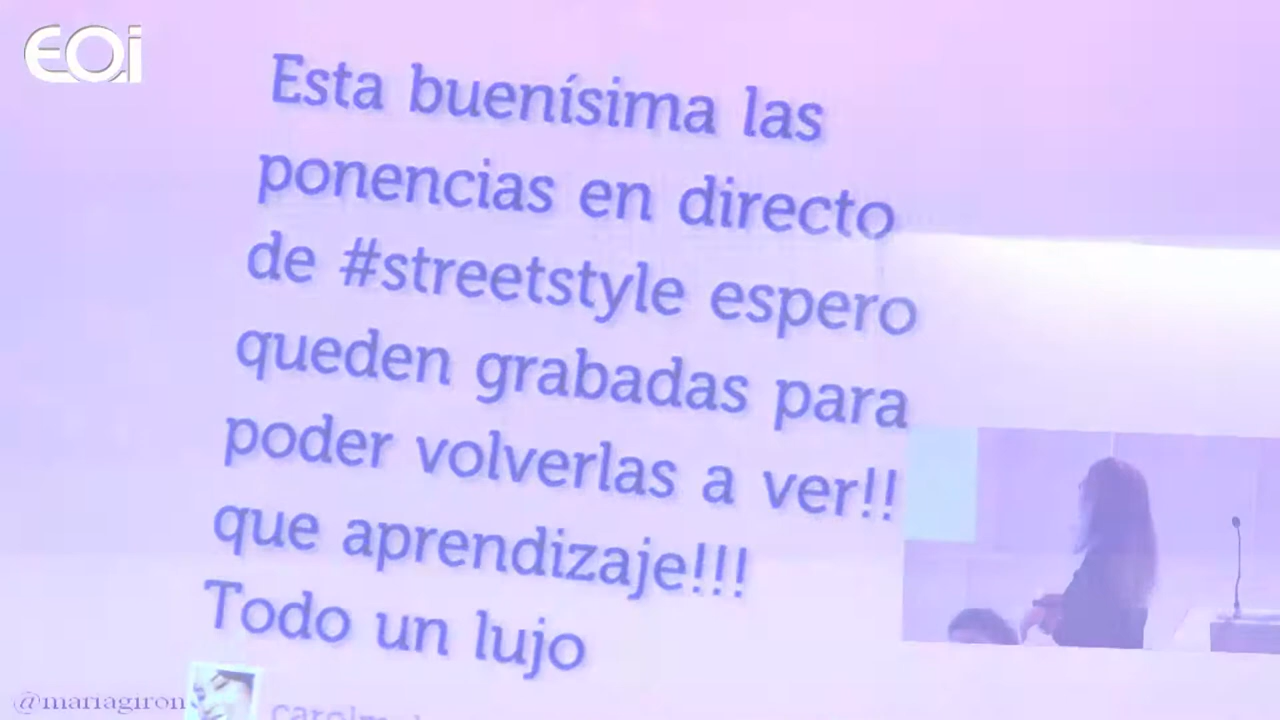 EOi
Esta buenísima las
ponencias en directo
de #streetstyle espero
queden grabadas para
poder volverlas a ver!!
que aprendizaje!!!
Todo un lujo
@mariagiron